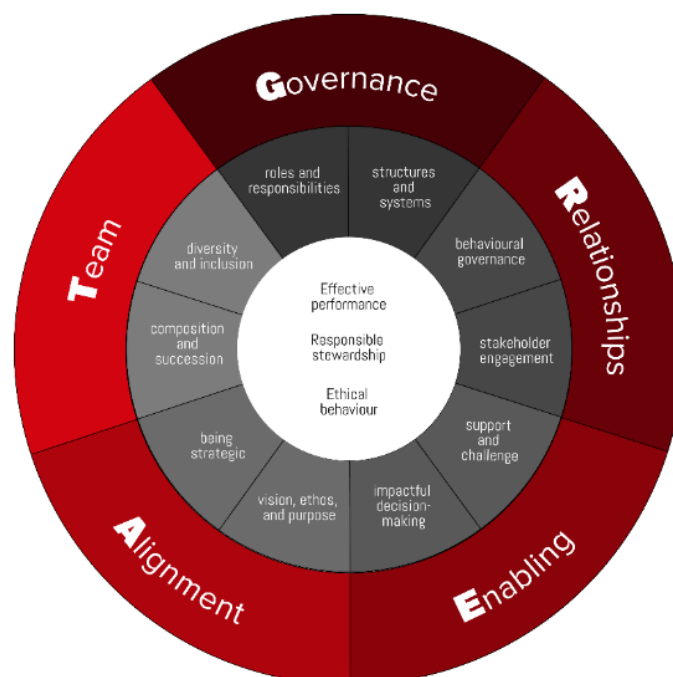 Governance
Relationships
Enabling
Alignment
Team
roles and
responsibilities
structures
and
systems
behavioural
governance
stakeholder
engagement
support
and
challenge
impactful
decision-
making
vision, ethos,
and purpose
being
strategic
composition
and
succession
diversity
and inclusion
Effective
performance
Responsible
stewardship
Ethical
behaviour